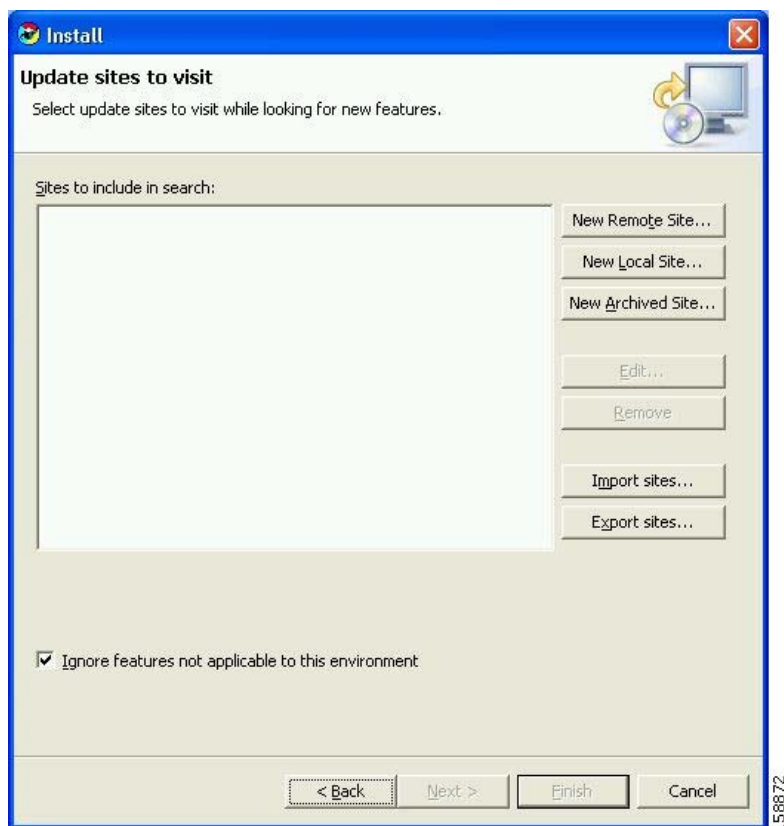 Install
Update sites to visit
Select update sites to visit while looking for new features.
Sites to include in search:
New Remote Site...
New Local Site...
New Archived Site...
Edit...
Remove
Import sites...
Export sites...
Ignore features not applicable to this environment
< Back
Next >
Finish
Cancel
58872